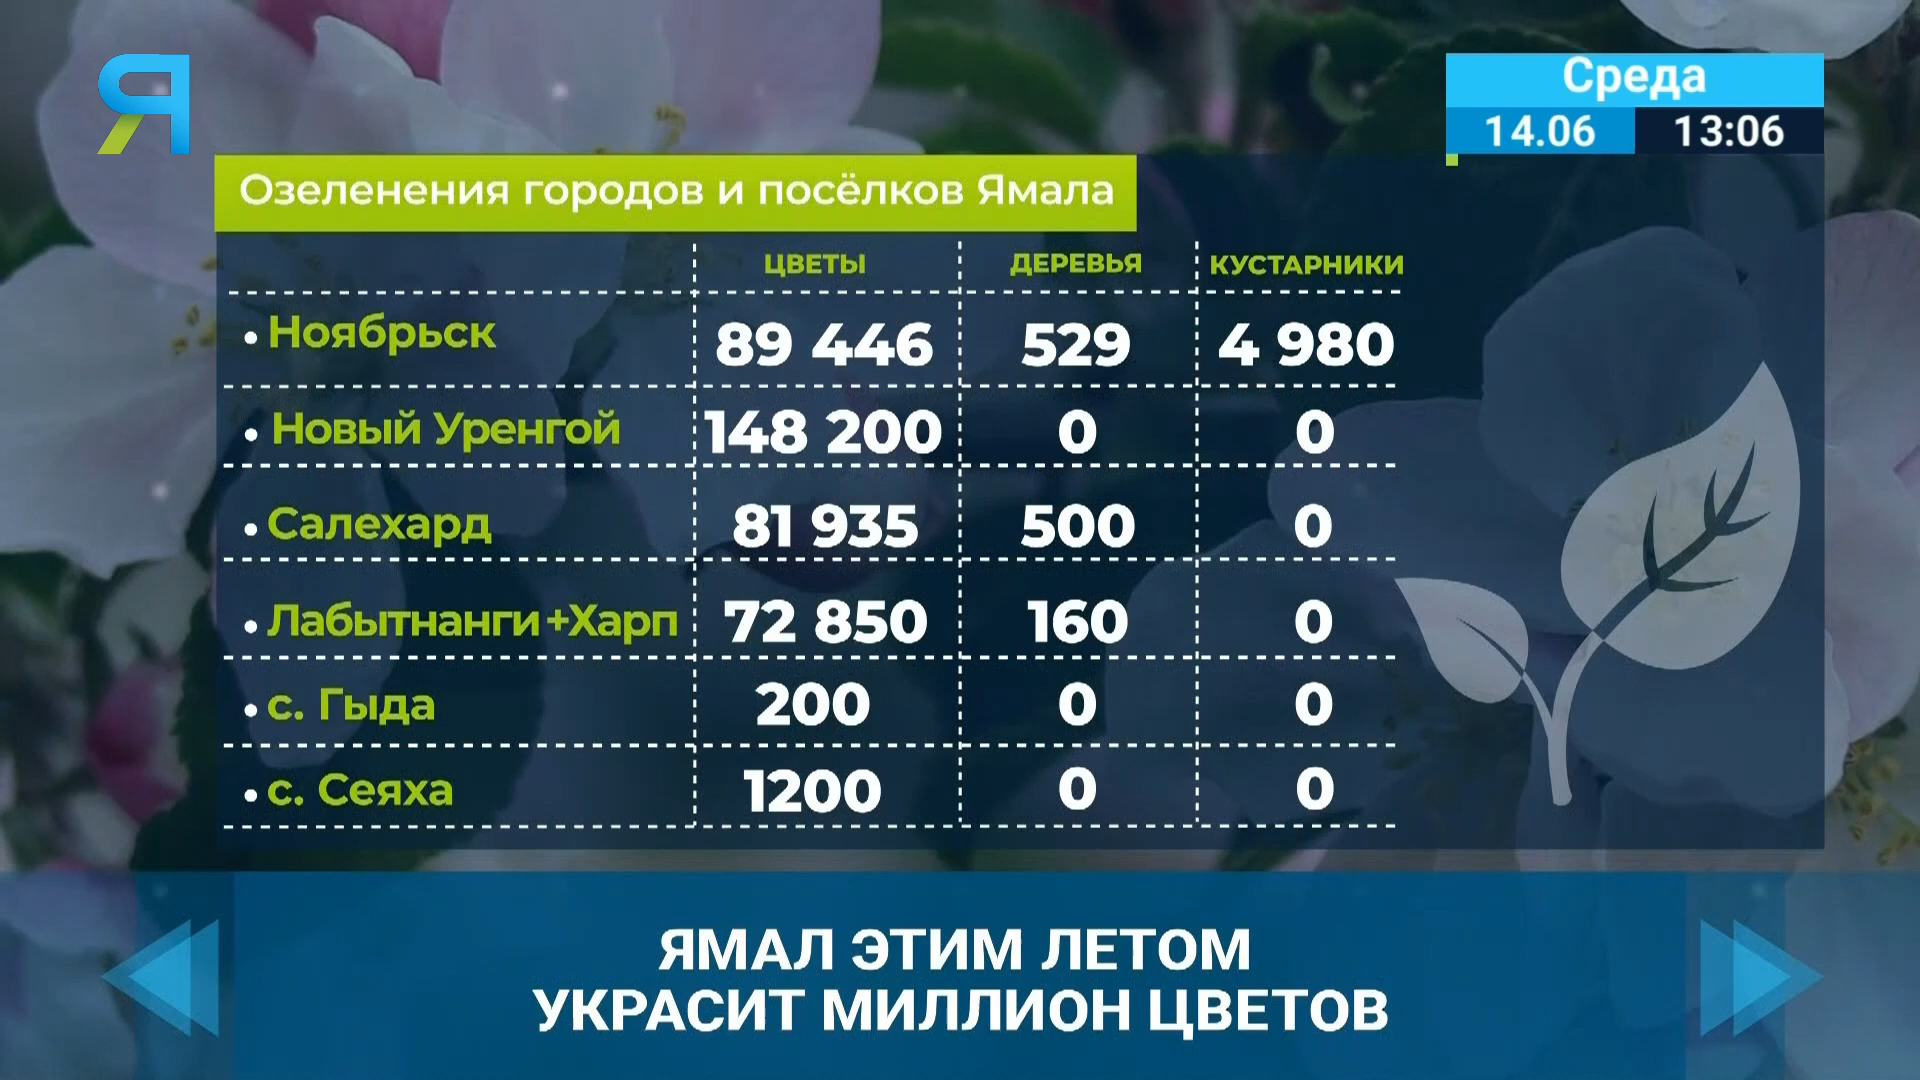 Я
Среда
14.06 13:06
Озеленения городов и посёлков Ямала
ЦВЕТЫ ДЕРЕВЬЯ КУСТАРНИКИ
• Ноябрьск 89 446 529 4 980
• Новый Уренгой 148 200 0 0
• Салехард 81 935 500 0
• Лабытнанги+Харп 72 850 160 0
• с. Гыда 200 0 0
• с. Сеяха 1200 0 0
ЯМАЛ ЭТИМ ЛЕТОМ
УКРАСИТ МИЛЛИОН ЦВЕТОВ